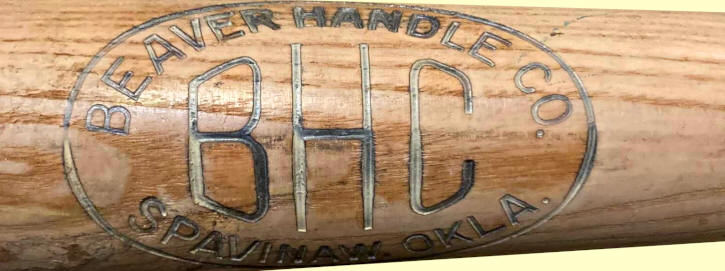 BEAVER HANDLE CO.
BHC
SPAVINAW. OKLA.